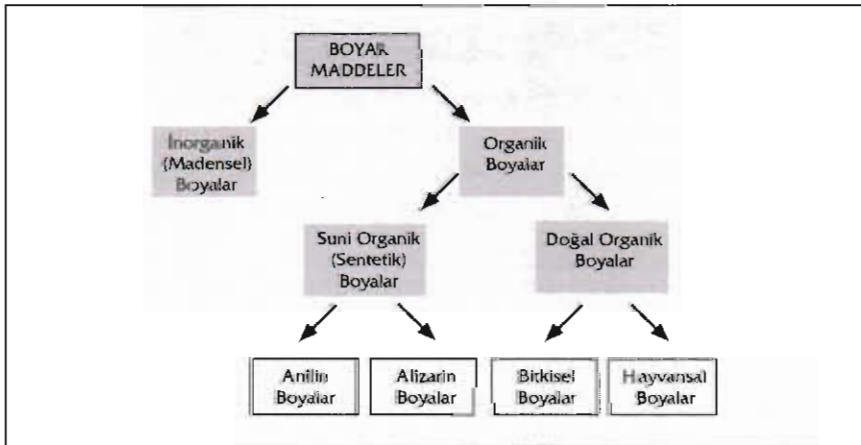 BOYAR
MADDELER
İnorganik
(Madensel)
Boyalar
Organik
Boyalar
Suni Organik
(Sentetik)
Boyalar
Doğal Organik
Boyalar
Anilin
Boyalar
Alizarin
Boyalar
Bitkisel
Boyalar
Hayvansal
Boyalar